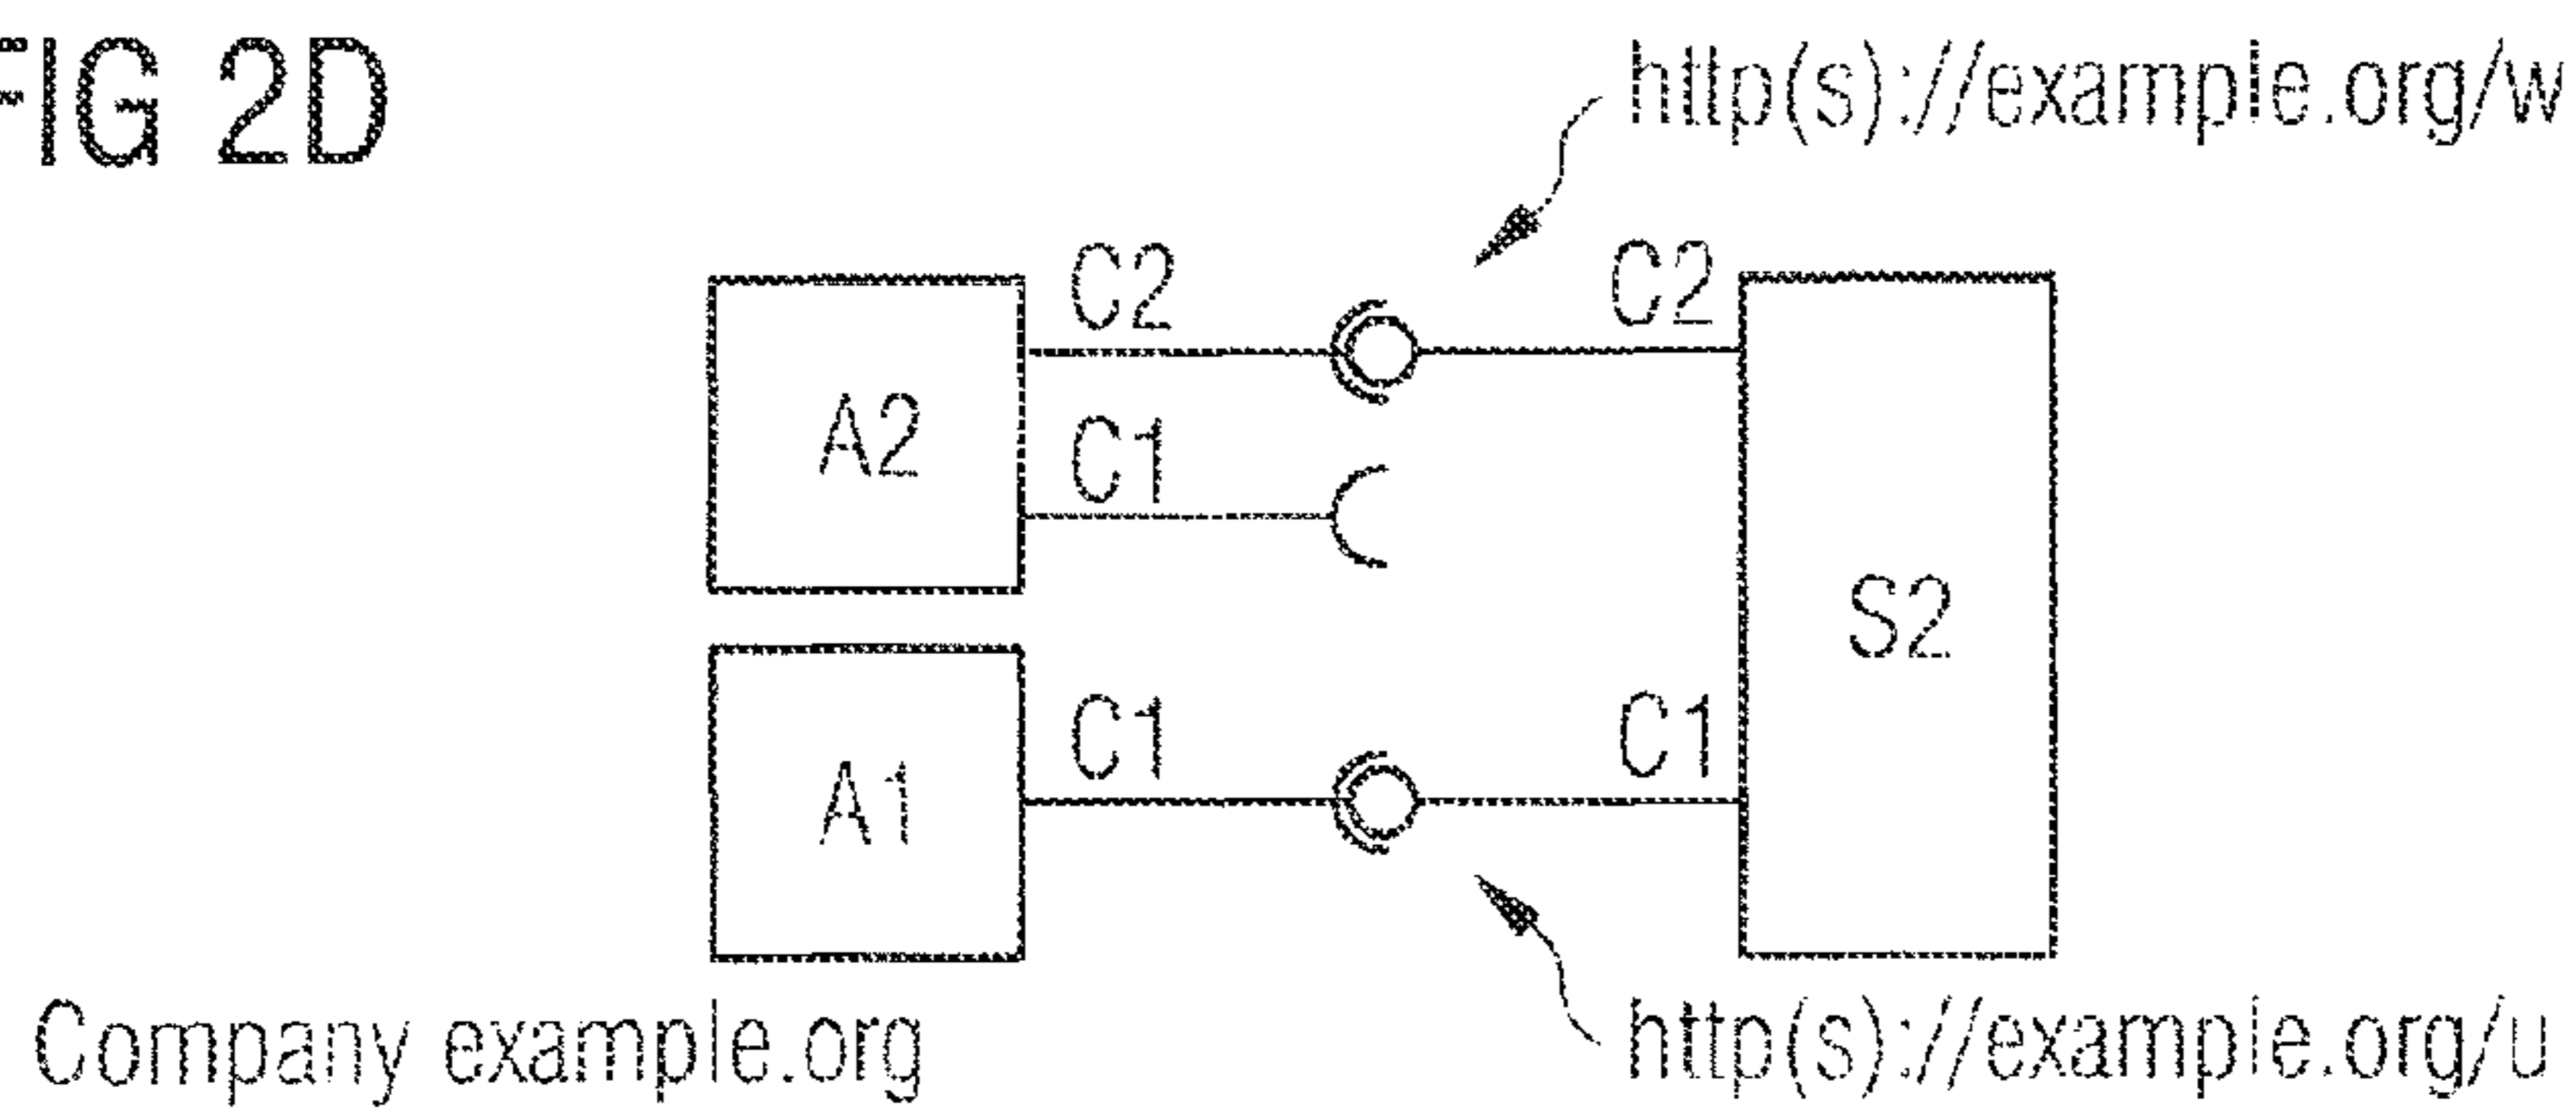 FIG 2D
http(s)://example.org/w
C2
C2
A2
C1
S2
C1
C1
A1
Company example.org
http(s)://example.org/u